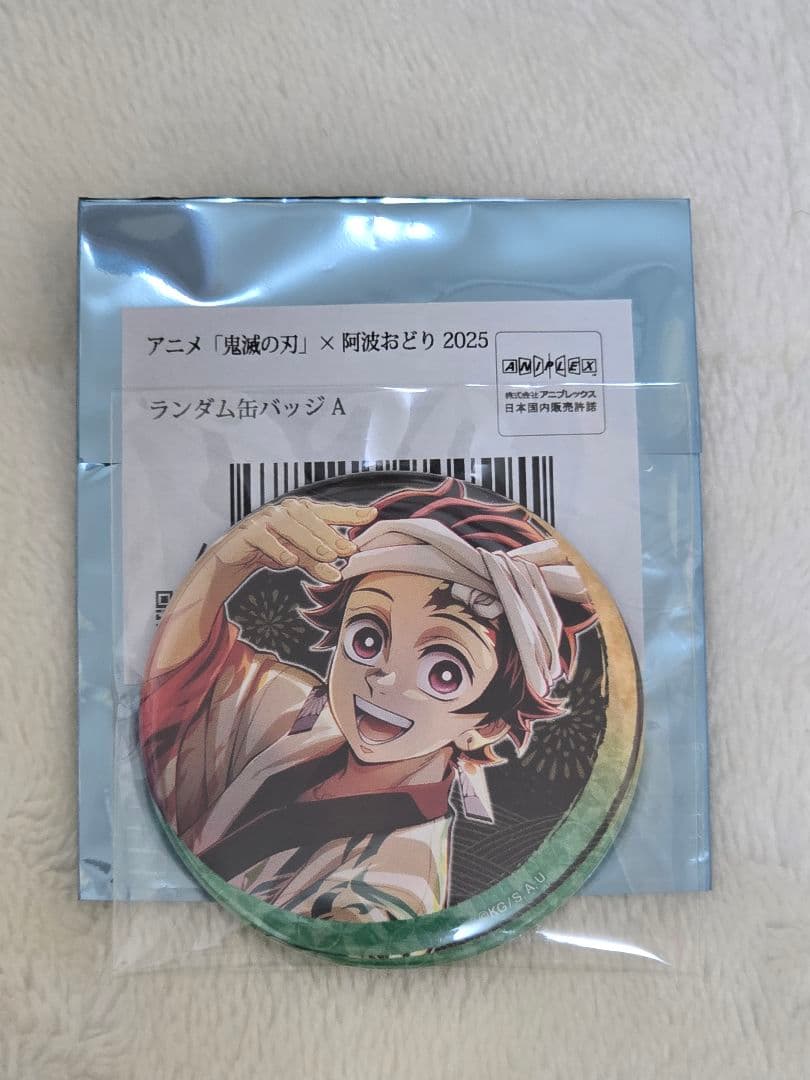 アニメ「鬼滅の刃」× 阿波おどり 2025
ランダム缶バッジ A
ANIPLEX
株式会社アニプレックス
日本国内販売許諾
©KG/S.A.U